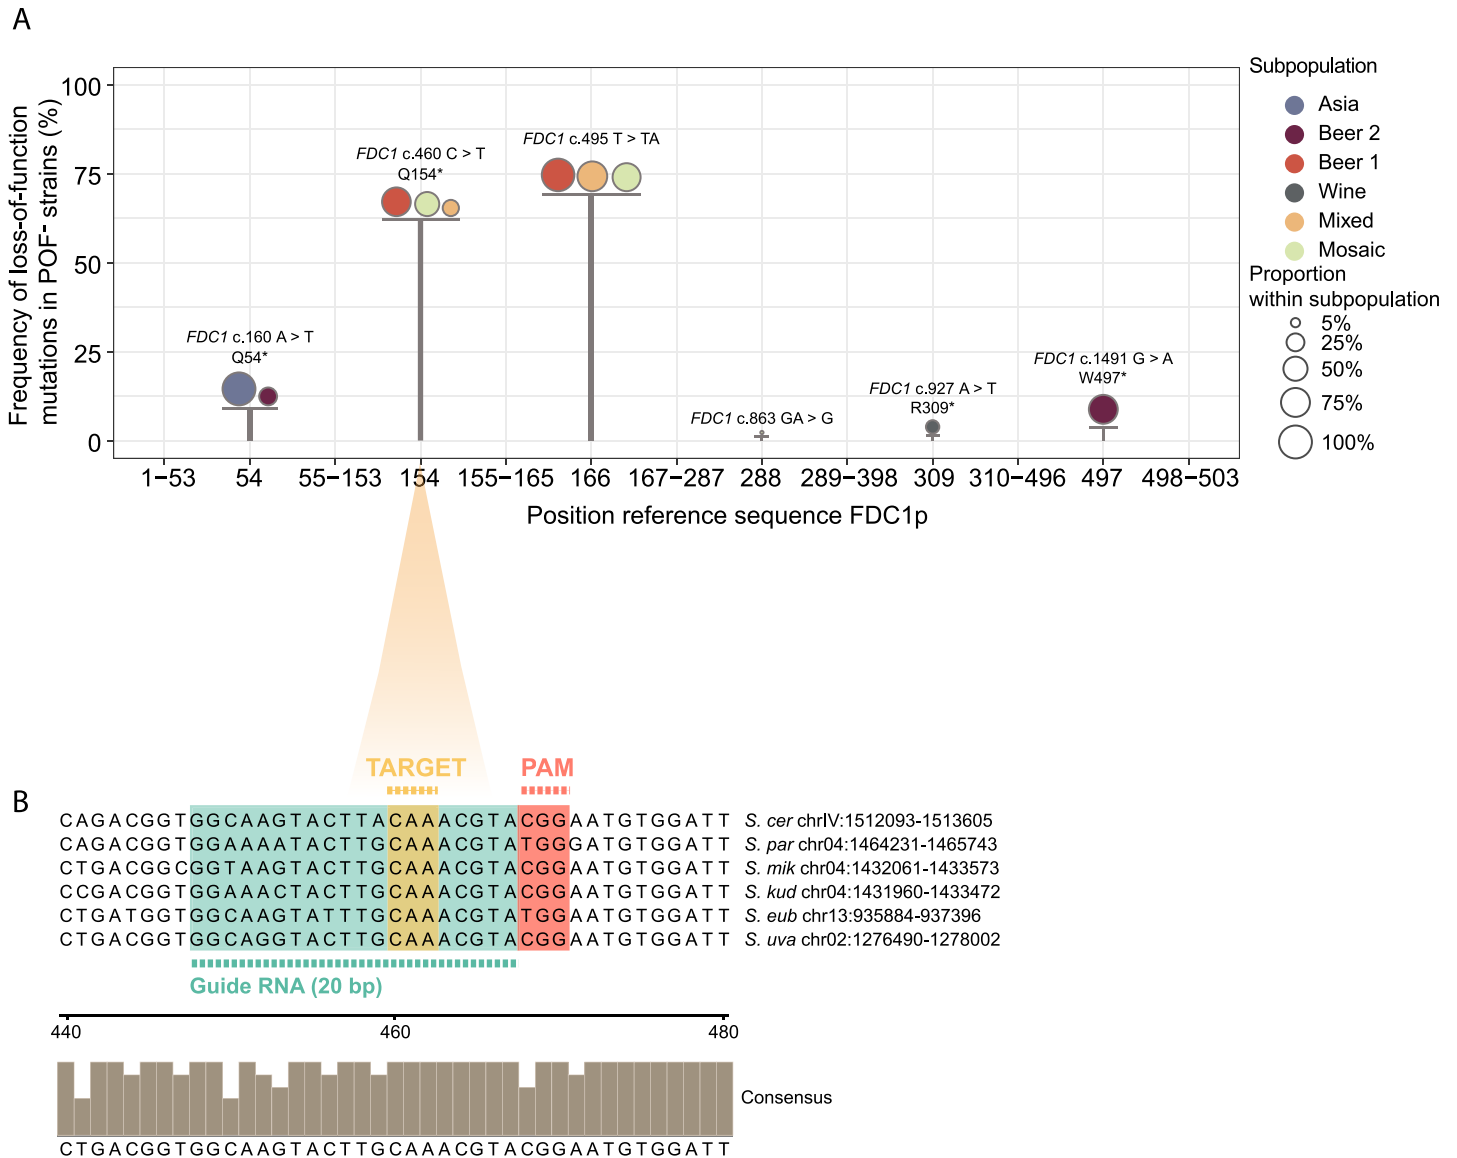 A
Frequency of loss-of-function
mutations in POF- strains (%)
100
75
50
25
0
FDC1 c.160 A > T
Q54*
FDC1 c.460 C > T
Q154*
FDC1 c.495 T > TA
FDC1 c.863 GA > G
FDC1 c.927 A > T
R309*
FDC1 c.1491 G > A
W497*
1−53 54 55−153 154 155−165 166 167−287 288 289−398 309 310−496 497 498−503
Position reference sequence FDC1p
Subpopulation
Asia
Beer 2
Beer 1
Wine
Mixed
Mosaic
Proportion
within subpopulation
5%
25%
50%
75%
100%
TARGET PAM
B
CAGACGGTGGCAAGTACTTACAAACGTACGGAATGTGGATT S. cer chrIV:1512093-1513605
CAGACGGTGGAAAATACTTGCAAACGTATGGGATGTGGATT S. par chr04:1464231-1465743
CTGACGGCGGTAAGTACTTGCAAACGTACGGAATGTGGATT S. mik chr04:1432061-1433573
CCGACGGTGGAAACTACTTGCAAACGTACGGAATGTGGATT S. kud chr04:1431960-1433472
CTGATGGTGGCAAGTATTTGCAAACGTATGGAATGTGGATT S. eub chr13:935884-937396
CTGACGGTGGCAGGTACTTGCAAACGTACGGAATGTGGATT S. uva chr02:1276490-1278002
Guide RNA (20 bp)
440 460 480
Consensus
CTGACGGTGGCAAGTACTTGCAAACGTACGGAATGTGGATT